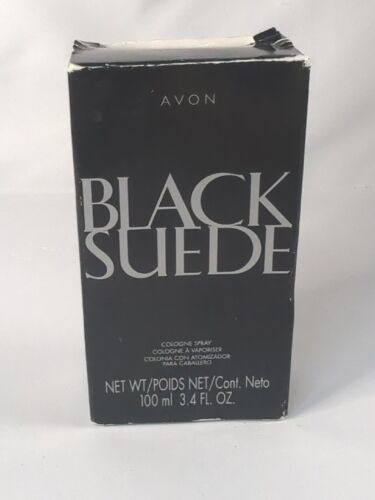 AVON
BLACK
SUEDE
COLOGNE SPRAY
COLOGNE À VAPORISER
COLONIA CON ATOMIZADOR
PARA CABALLERO
NET WT/POIDS NET/Cont. Neto
100 ml 3.4 FL. OZ.